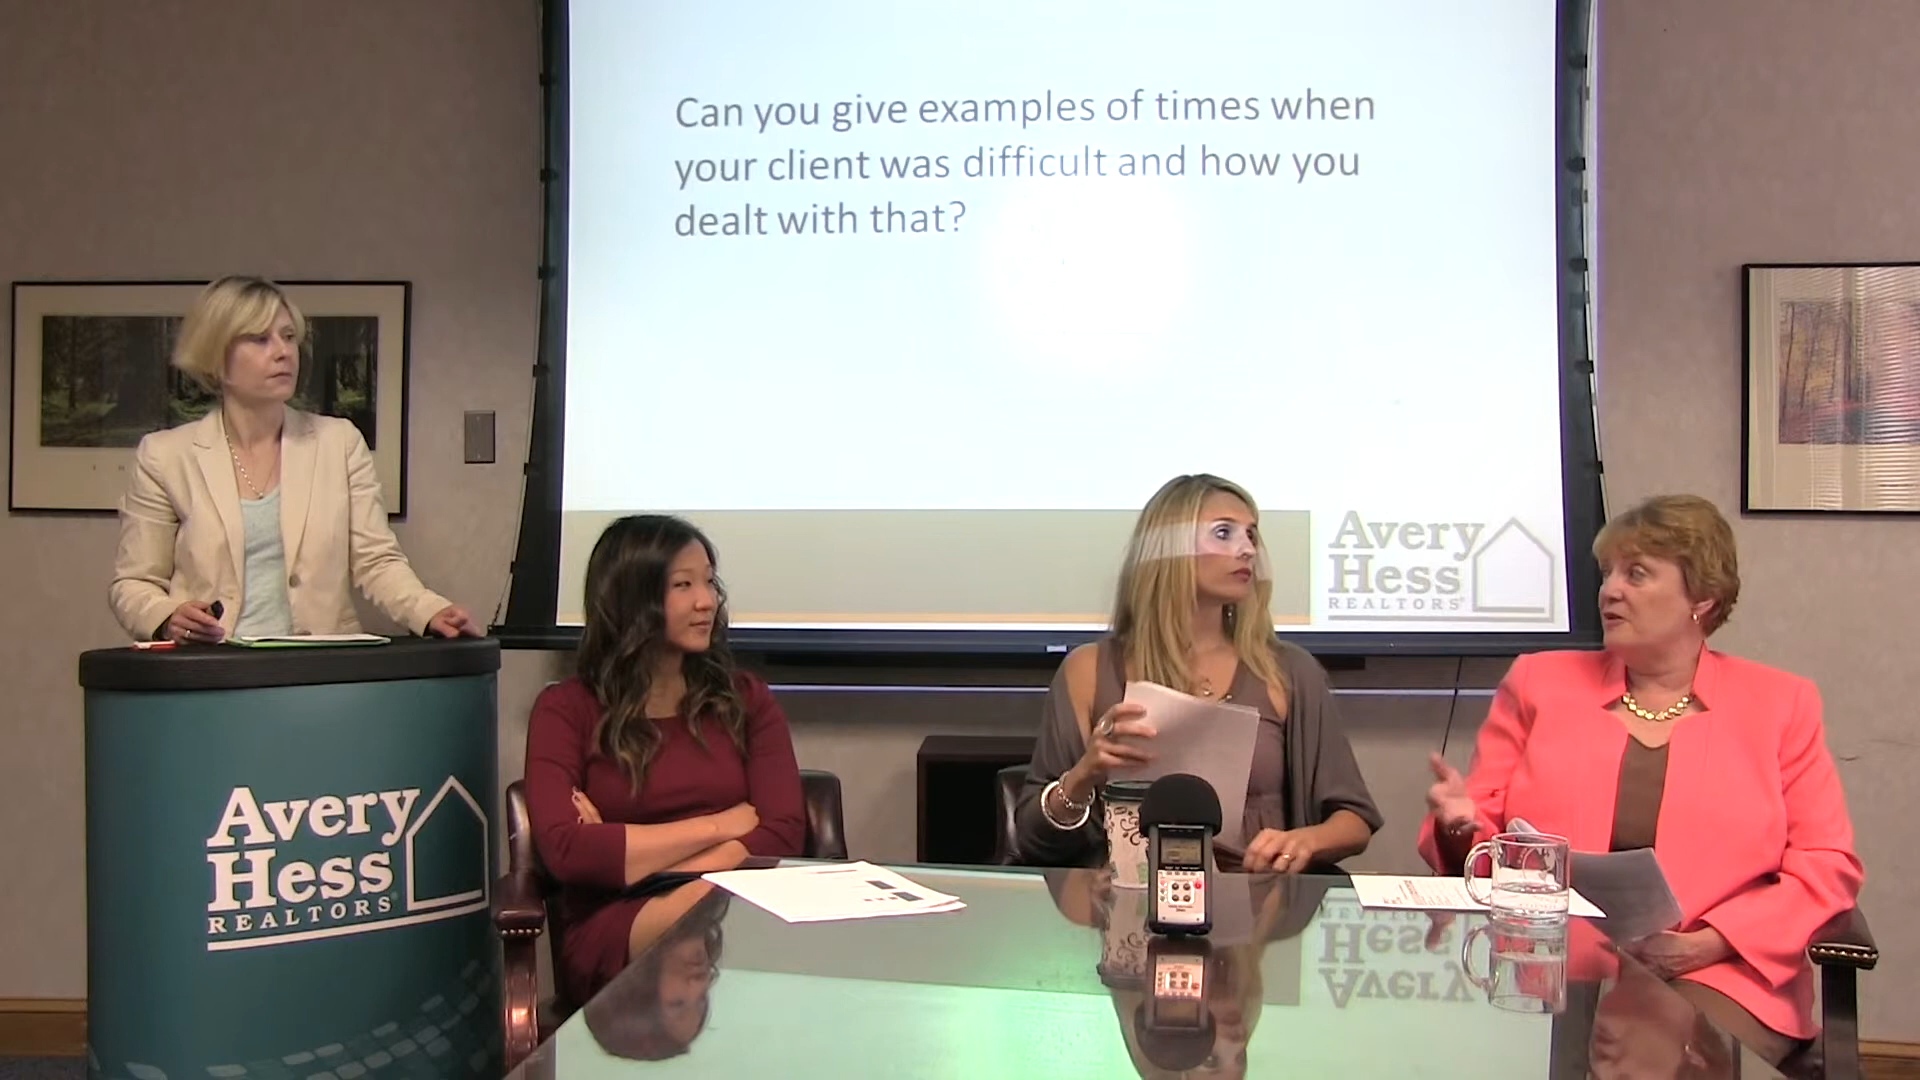 Can you give examples of times when
your client was difficult and how you
dealt with that?
Avery
Hess
REALTORS®
Avery
Hess
REALTORS®